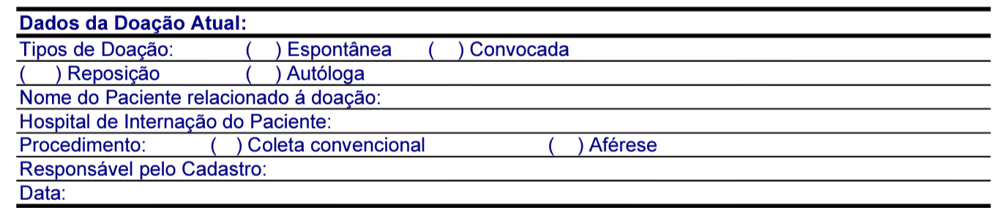 Dados da Doação Atual:
Tipos de Doação: ( ) Espontânea ( ) Convocada
( ) Reposição ( ) Autóloga
Nome do Paciente relacionado á doação:
Hospital de Internação do Paciente:
Procedimento: ( ) Coleta convencional ( ) Aférese
Responsável pelo Cadastro:
Data: